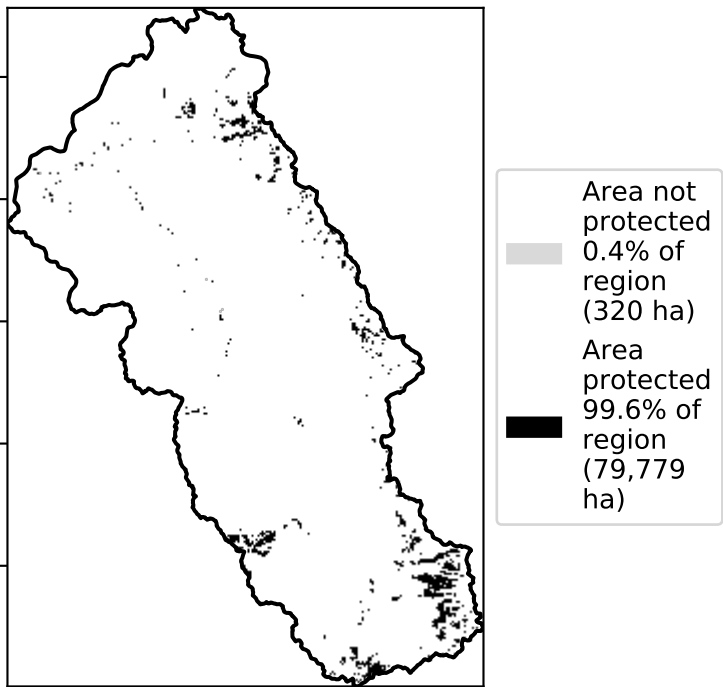 Area not
protected
0.4% of
region
(320 ha)
Area
protected
99.6% of
region
(79,779
ha)